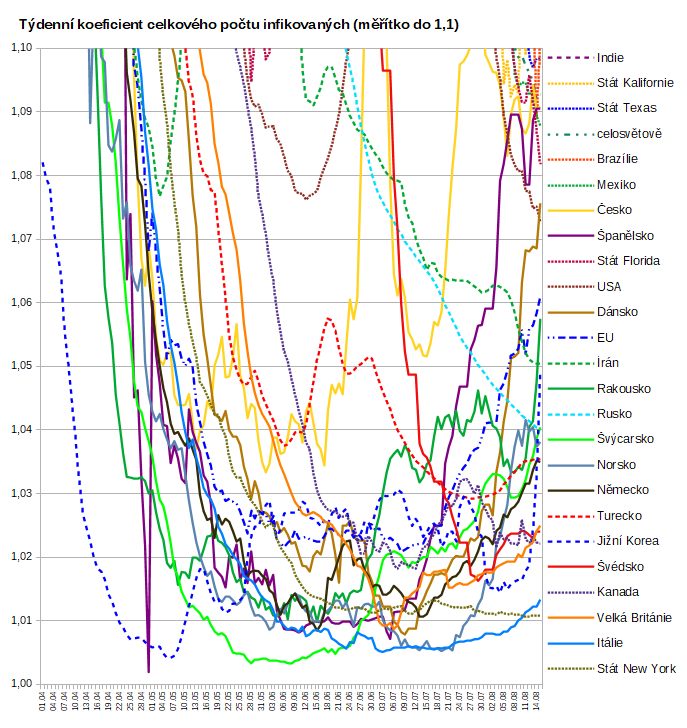 Týdenní koeficient celkového počtu infikovaných (měřítko do 1,1)
1,10
1,09
1,08
1,07
1,06
1,05
1,04
1,03
1,02
1,01
1,00
01.04
04.04
07.04
10.04
13.04
16.04
19.04
22.04
25.04
28.04
01.05
04.05
07.05
10.05
13.05
16.05
19.05
22.05
25.05
28.05
31.05
03.06
06.06
09.06
12.06
15.06
18.06
21.06
24.06
27.06
30.06
03.07
06.07
09.07
12.07
15.07
18.07
21.07
24.07
27.07
30.07
02.08
05.08
08.08
11.08
14.08
Indie
Stát Kalifornie
Stát Texas
celosvětově
Brazílie
Mexiko
Česko
Španělsko
Stát Florida
USA
Dánsko
EU
Írán
Rakousko
Rusko
Švýcarsko
Norsko
Německo
Turecko
Jižní Korea
Švédsko
Kanada
Velká Británie
Itálie
Stát New York